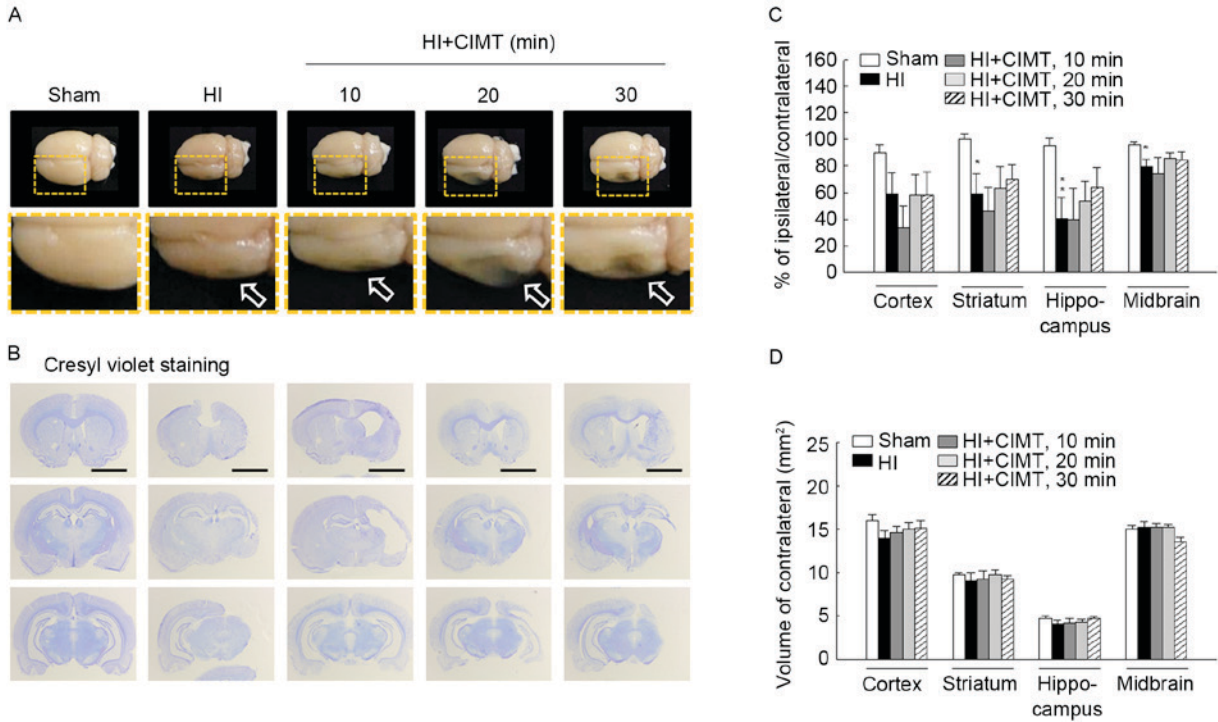 A
HI+CIMT (min)
Sham HI 10 20 30
B
Cresyl violet staining
C
% of ipsilateral/contralateral
160
140
120
100
80
60
40
20
0
Sham
HI
HI+CIMT, 10 min
HI+CIMT, 20 min
HI+CIMT, 30 min
*
*
*
*
Cortex Striatum Hippo- Midbrain
campus
D
Volume of contralateral (mm²)
25
20
15
10
5
0
Sham
HI
HI+CIMT, 10 min
HI+CIMT, 20 min
HI+CIMT, 30 min
Cortex Striatum Hippo- Midbrain
campus